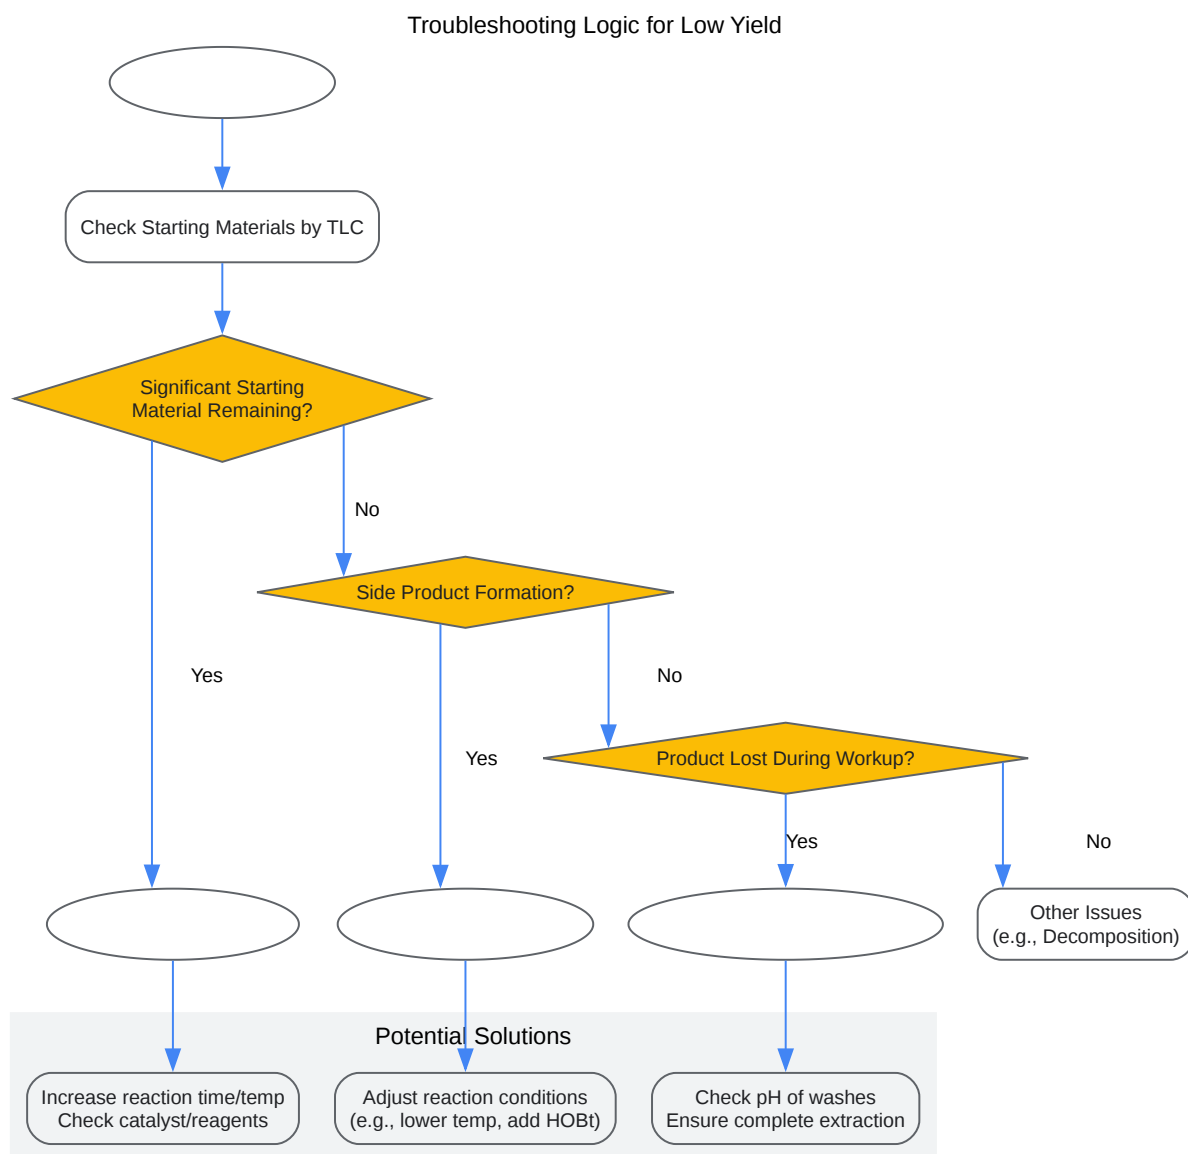 Troubleshooting Logic for Low Yield
Check Starting Materials by TLC
Significant Starting
Material Remaining?
No
Side Product Formation?
Yes
No
Yes
Product Lost During Workup?
Yes
No
Other Issues
(e.g., Decomposition)
Potential Solutions
Increase reaction time/temp
Check catalyst/reagents
Adjust reaction conditions
(e.g., lower temp, add HOBt)
Check pH of washes
Ensure complete extraction